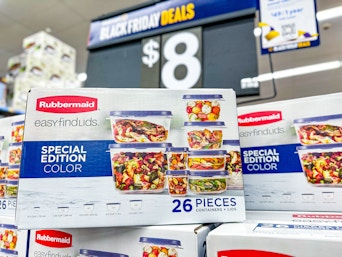 BLACK FRIDAY DEALS
$8
Rubbermaid
easyfindlids
SPECIAL
EDITION
COLOR
26 PIECES
CONTAINERS + LIDS
Rubbermaid
easyfindlids
SPECIAL
EDITION
COLOR
Rubbermaid
Rubbermaid